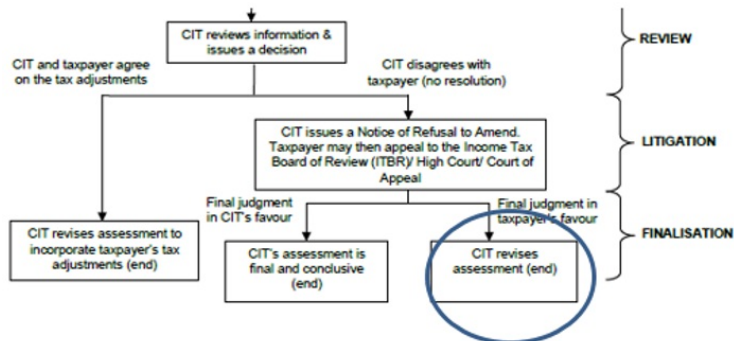 CIT reviews information &
issues a decision
REVIEW
CIT and taxpayer agree
on the tax adjustments
CIT disagrees with
taxpayer (no resolution)
CIT issues a Notice of Refusal to Amend.
Taxpayer may then appeal to the Income Tax
Board of Review (ITBR)/ High Court/ Court of
Appeal
LITIGATION
Final judgment
in CIT's favour
Final judgment in
taxpayer's favour
CIT revises assessment to
incorporate taxpayer's tax
adjustments (end)
CIT's assessment is
final and conclusive
(end)
CIT revises
assessment (end)
FINALISATION